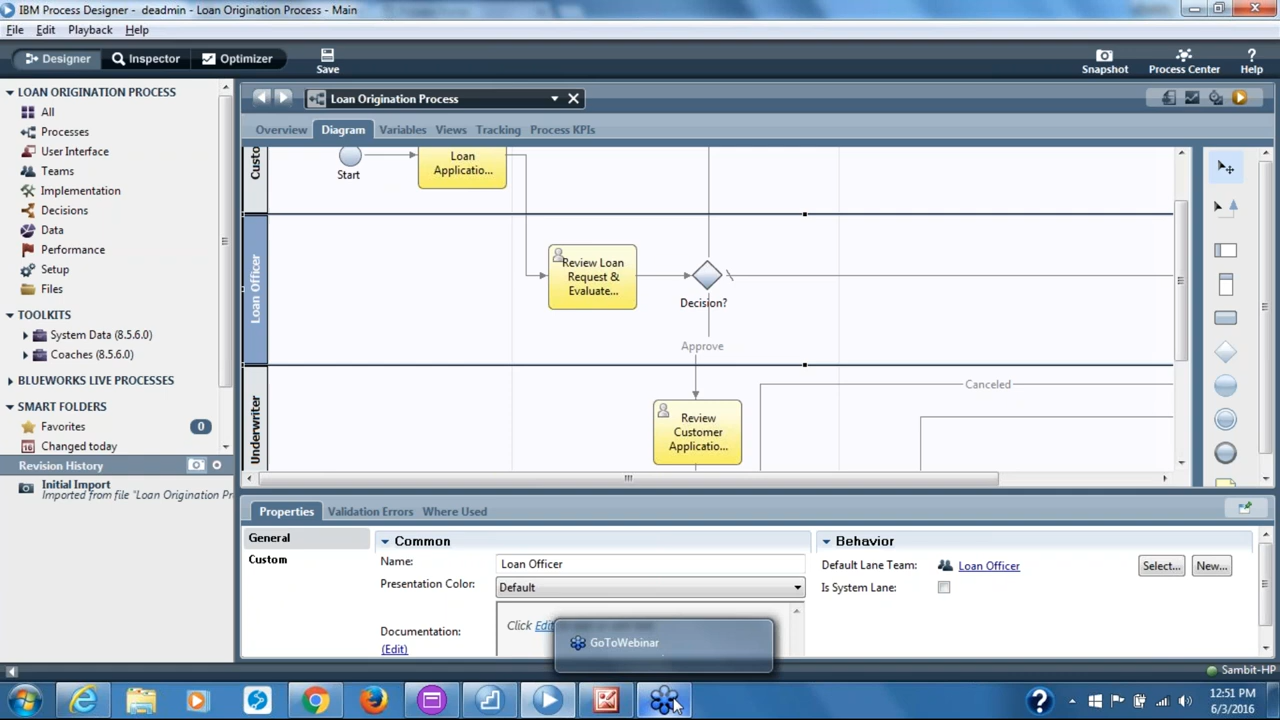 IBM Process Designer - deadmin - Loan Origination Process - Main
File Edit Playback Help
Designer Inspector Optimizer Save Snapshot Process Center Help
LOAN ORIGINATION PROCESS
All
Processes
User Interface
Teams
Implementation
Decisions
Data
Performance
Setup
Files
TOOLKITS
System Data (8.5.6.0)
Coaches (8.5.6.0)
BLUEWORKS LIVE PROCESSES
SMART FOLDERS
Favorites 0
Changed today
Revision History
Initial Import
Imported from file "Loan Origination Pr
Loan Origination Process
Overview Diagram Variables Views Tracking Process KPIs
Custo
Start
Loan
Applicatio...
Loan Officer
Review Loan
Request &
Evaluate...
Decision?
Approve
Underwriter
Canceled
Review
Customer
Applicatio...
Properties Validation Errors Where Used
General
Custom
Common
Name: Loan Officer
Presentation Color: Default
Documentation:
(Edit)
Click Edit
Behavior
Default Lane Team: Loan Officer Select... New...
Is System Lane:
GoToWebinar
Sambit-HP
12:51 PM
6/3/2016